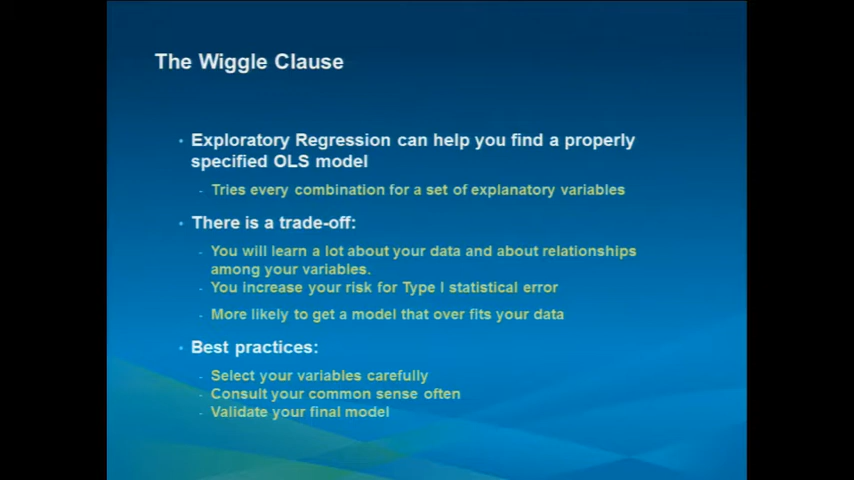 The Wiggle Clause
· Exploratory Regression can help you find a properly
specified OLS model
- Tries every combination for a set of explanatory variables
· There is a trade-off:
- You will learn a lot about your data and about relationships
among your variables.
- You increase your risk for Type I statistical error
- More likely to get a model that over fits your data
· Best practices:
- Select your variables carefully
- Consult your common sense often
- Validate your final model